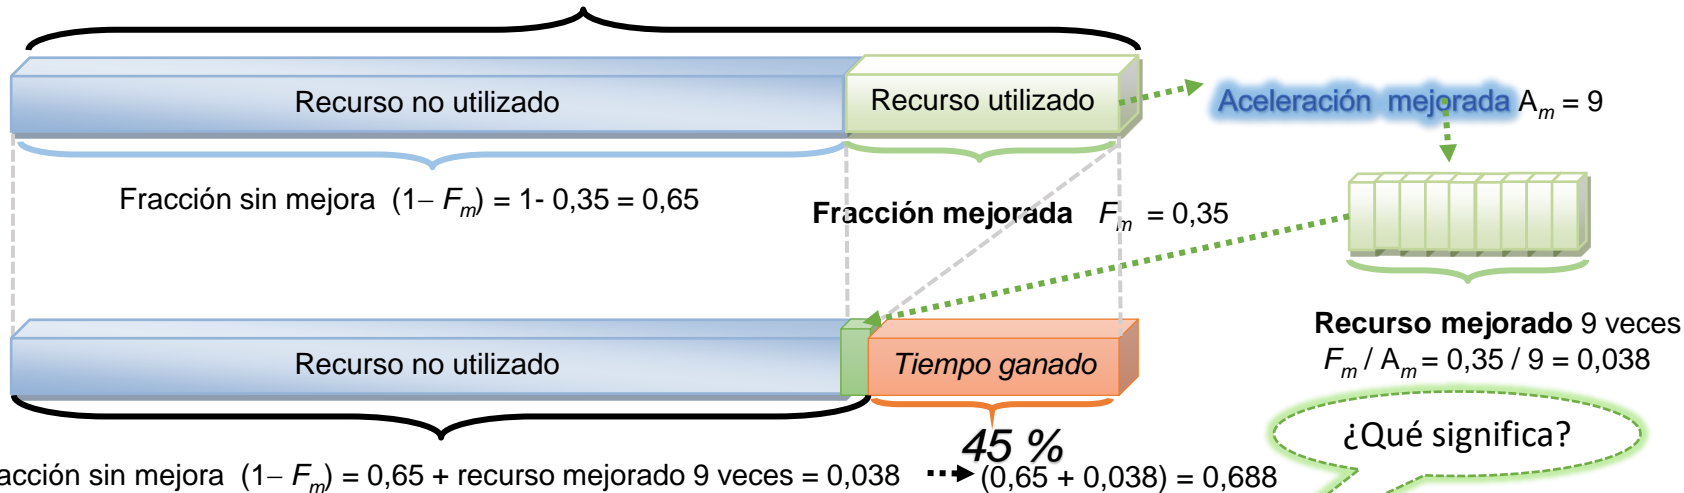 Recurso no utilizado
Recurso utilizado
Aceleración mejorada Am = 9
Fracción sin mejora (1– Fm) = 1- 0,35 = 0,65
Fracción mejorada Fm = 0,35
Recurso no utilizado
Tiempo ganado
Recurso mejorado 9 veces
Fm / Am = 0,35 / 9 = 0,038
45 %
¿Qué significa?
acción sin mejora (1– Fm) = 0,65 + recurso mejorado 9 veces = 0,038 (0,65 + 0,038) = 0,688